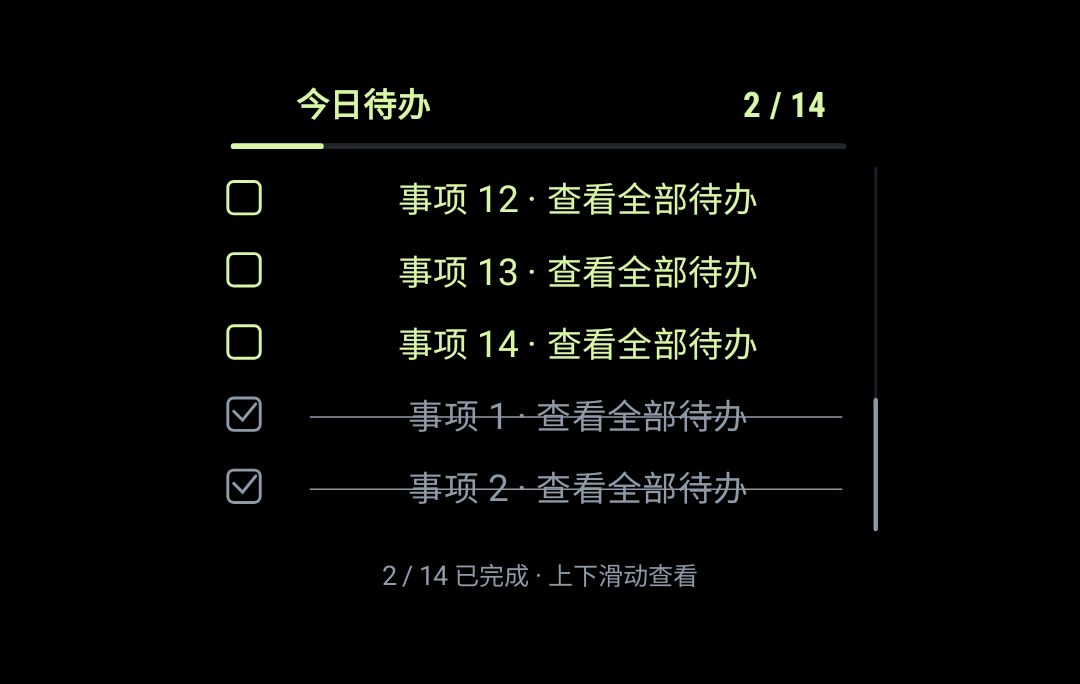 今日待办
2 / 14
事项 12 · 查看全部待办
事项 13 · 查看全部待办
事项 14 · 查看全部待办
事项 1 · 查看全部待办
事项 2 · 查看全部待办
2 / 14 已完成 · 上下滑动查看